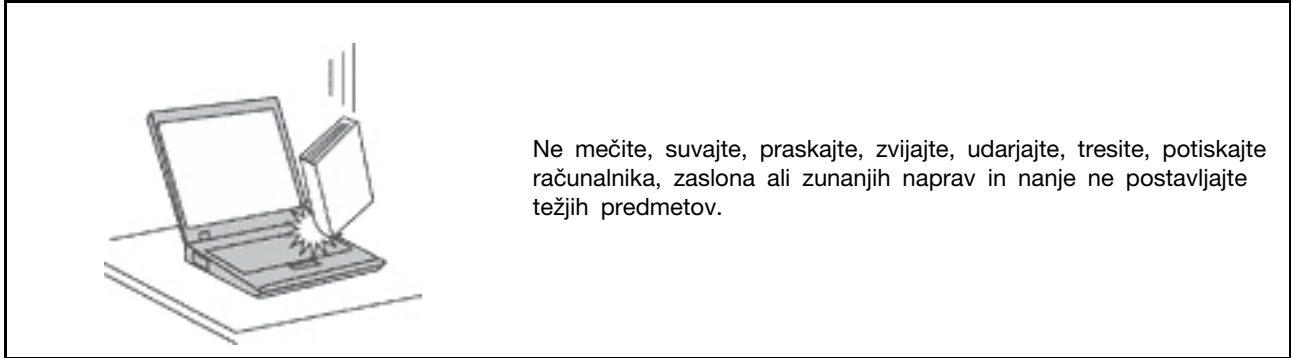 Ne mečite, suvajte, praskajte, zvijajte, udarjajte, tresite, potiskajte
računalnika, zaslona ali zunanjih naprav in nanje ne postavljajte
težjih predmetov.